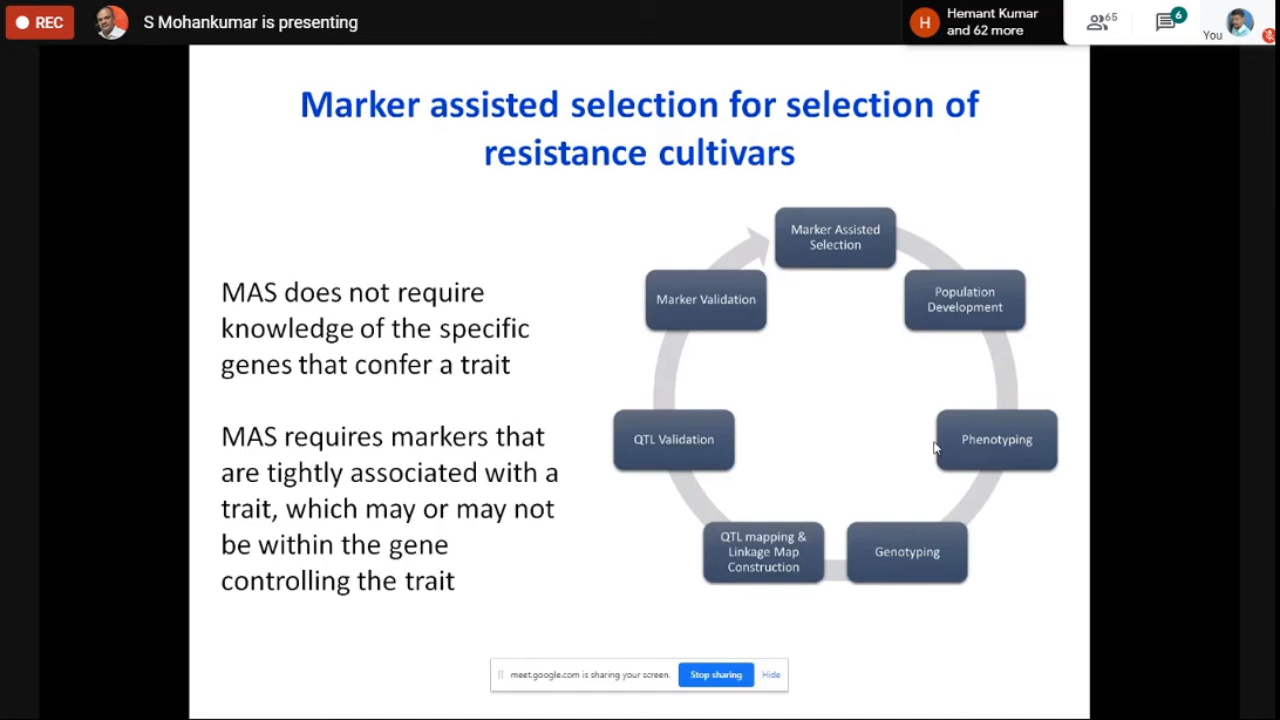 REC
S Mohankumar is presenting
H
Hemant Kumar
and 62 more
65
6
You
Marker assisted selection for selection of
resistance cultivars
MAS does not require
knowledge of the specific
genes that confer a trait
MAS requires markers that
are tightly associated with a
trait, which may or may not
be within the gene
controlling the trait
Marker Assisted
Selection
Population
Development
Phenotyping
Genotyping
QTL mapping &
Linkage Map
Construction
QTL Validation
Marker Validation
meet.google.com is sharing your screen.
Stop sharing
Hide